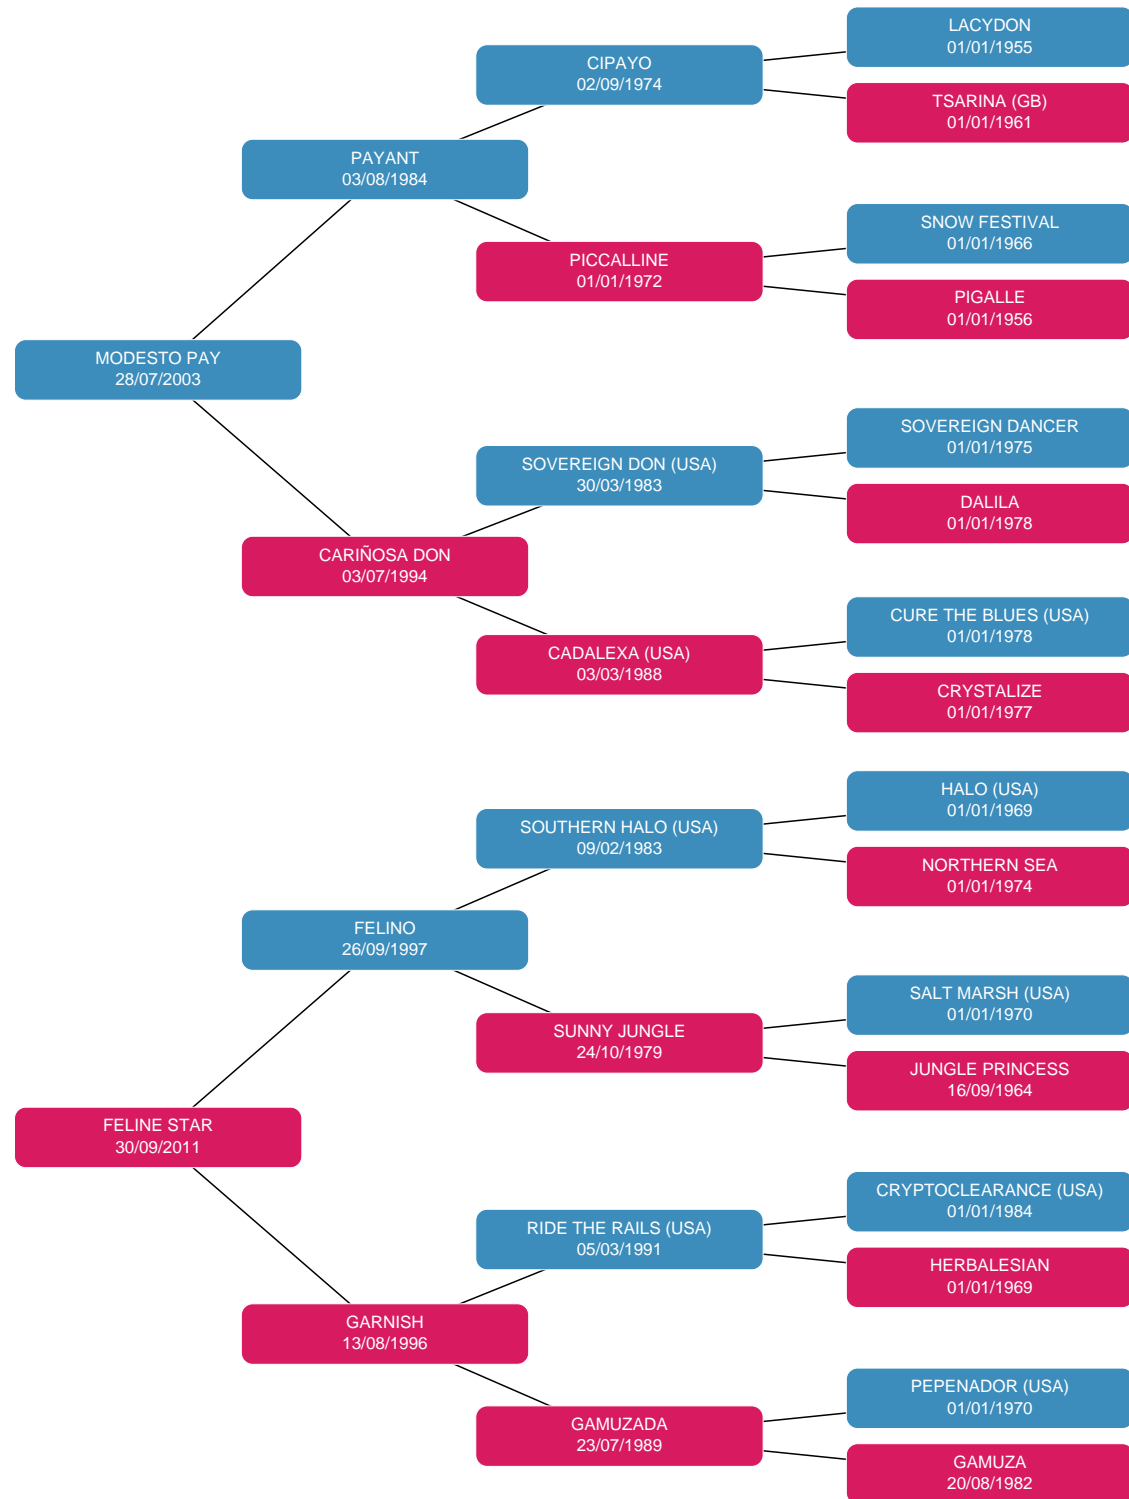 LACYDON
01/01/1955
CIPAYO
02/09/1974
TSARINA (GB)
01/01/1961
PAYANT
03/08/1984
SNOW FESTIVAL
01/01/1966
PICCALLINE
01/01/1972
PIGALLE
01/01/1956
MODESTO PAY
28/07/2003
SOVEREIGN DANCER
01/01/1975
SOVEREIGN DON (USA)
30/03/1983
DALILA
01/01/1978
CARIÑOSA DON
03/07/1994
CURE THE BLUES (USA)
01/01/1978
CADALEXA (USA)
03/03/1988
CRYSTALIZE
01/01/1977
HALO (USA)
01/01/1969
SOUTHERN HALO (USA)
09/02/1983
NORTHERN SEA
01/01/1974
FELINO
26/09/1997
SALT MARSH (USA)
01/01/1970
SUNNY JUNGLE
24/10/1979
JUNGLE PRINCESS
16/09/1964
FELINE STAR
30/09/2011
CRYPTOCLEARANCE (USA)
01/01/1984
RIDE THE RAILS (USA)
05/03/1991
HERBALESIAN
01/01/1969
GARNISH
13/08/1996
PEPENADOR (USA)
01/01/1970
GAMUZADA
23/07/1989
GAMUZA
20/08/1982